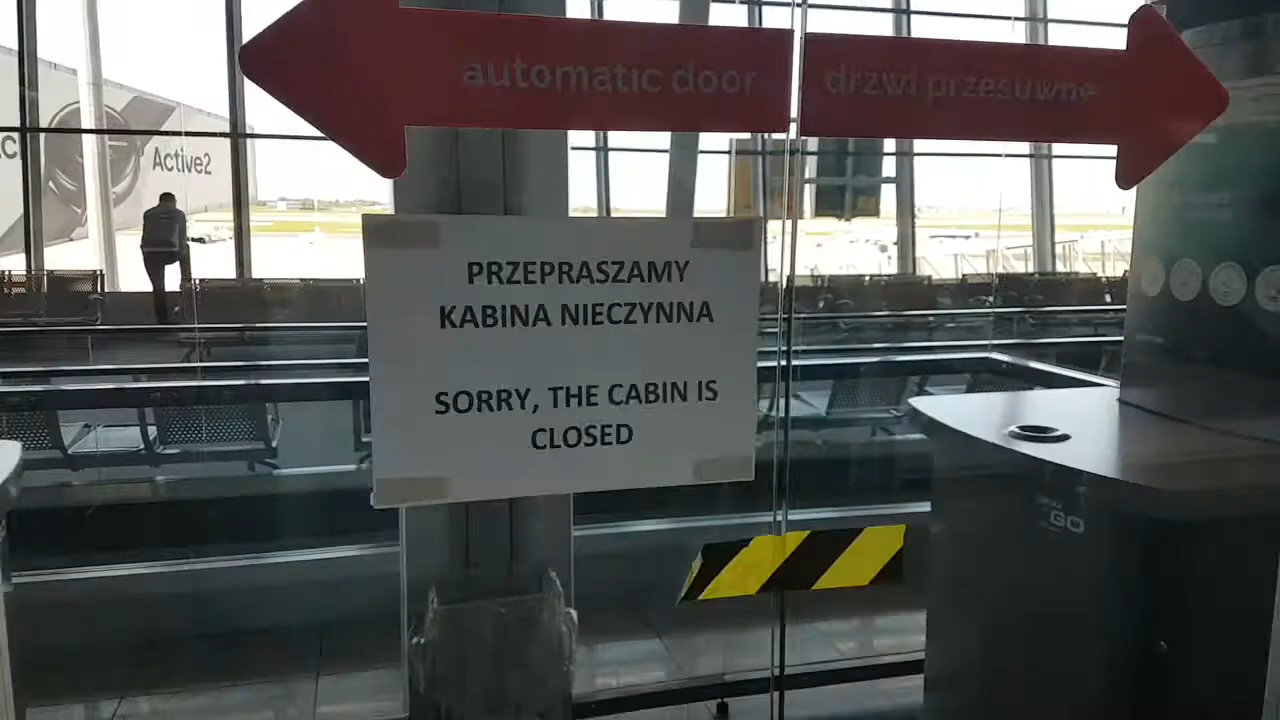 automatic door
drzwi przesuwne
Active2
PRZEPRASZAMY
KABINA NIECZYNNA
SORRY, THE CABIN IS
CLOSED
GO